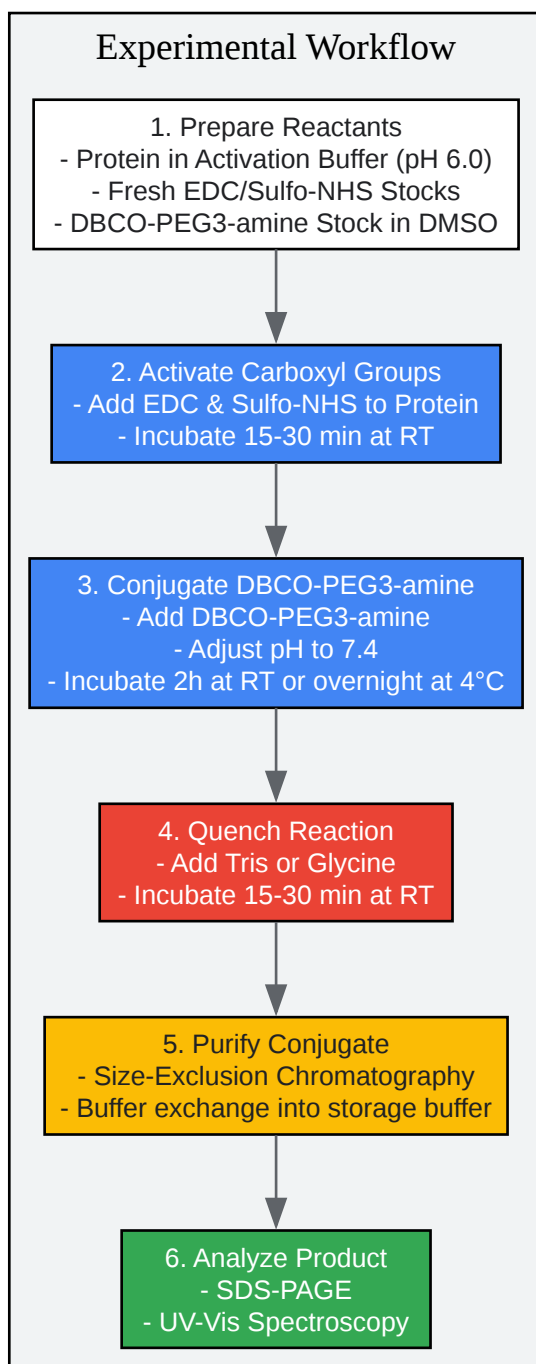 Experimental Workflow
1. Prepare Reactants
- Protein in Activation Buffer (pH 6.0)
- Fresh EDC/Sulfo-NHS Stocks
- DBCO-PEG3-amine Stock in DMSO
2. Activate Carboxyl Groups
- Add EDC & Sulfo-NHS to Protein
- Incubate 15-30 min at RT
3. Conjugate DBCO-PEG3-amine
- Add DBCO-PEG3-amine
- Adjust pH to 7.4
- Incubate 2h at RT or overnight at 4°C
4. Quench Reaction
- Add Tris or Glycine
- Incubate 15-30 min at RT
5. Purify Conjugate
- Size-Exclusion Chromatography
- Buffer exchange into storage buffer
6. Analyze Product
- SDS-PAGE
- UV-Vis Spectroscopy